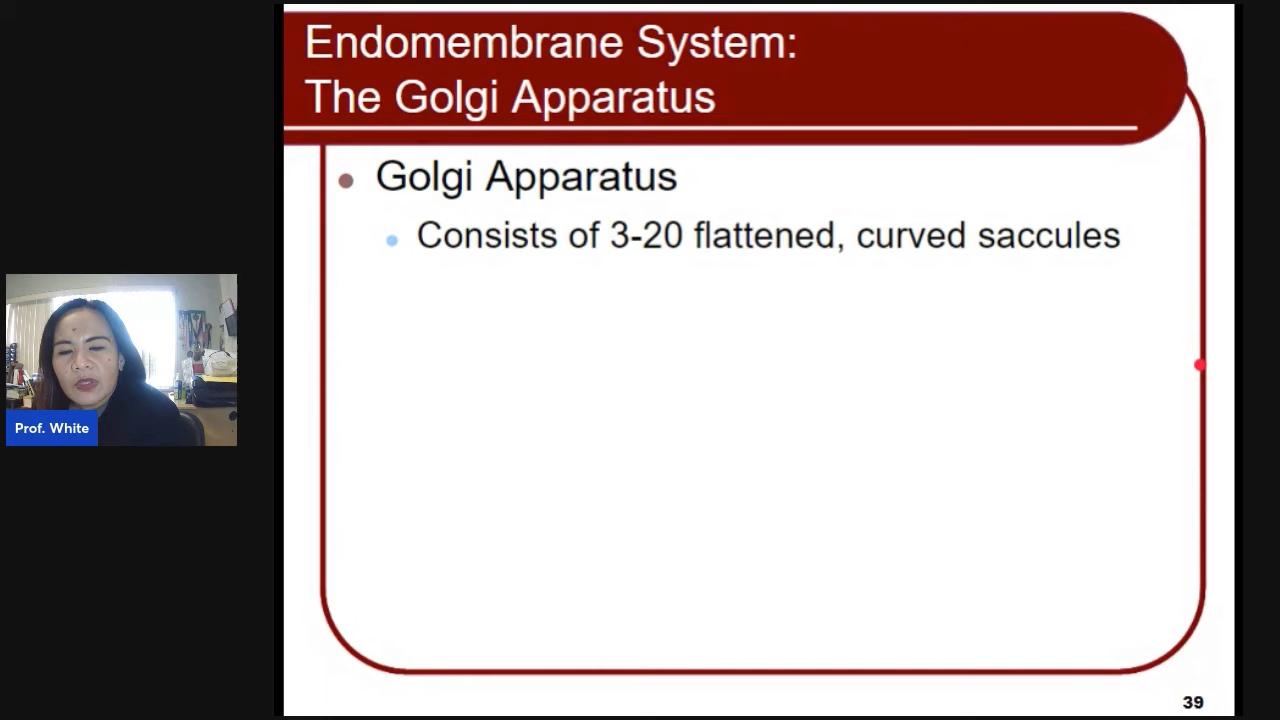 Endomembrane System:
The Golgi Apparatus
Golgi Apparatus
Consists of 3-20 flattened, curved saccules
Prof. White
39